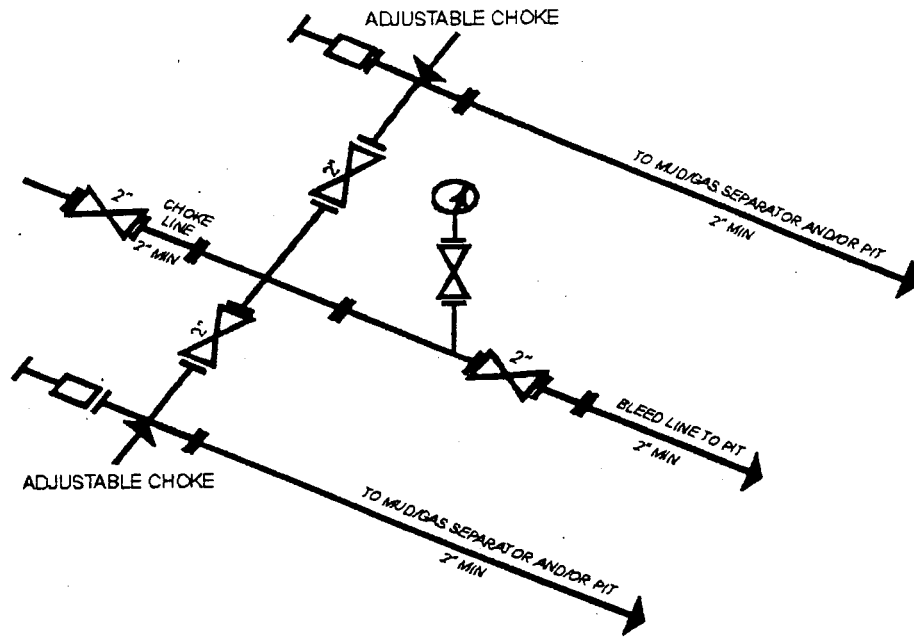 ADJUSTABLE CHOKE
TO MUD/GAS SEPARATOR AND/OR PIT
2" MIN
2"
2"
CHOKE
LINE
2" MIN
2"
2"
BLEED LINE TO PIT
2" MIN
ADJUSTABLE CHOKE
TO MUD/GAS SEPARATOR AND/OR PIT
2" MIN